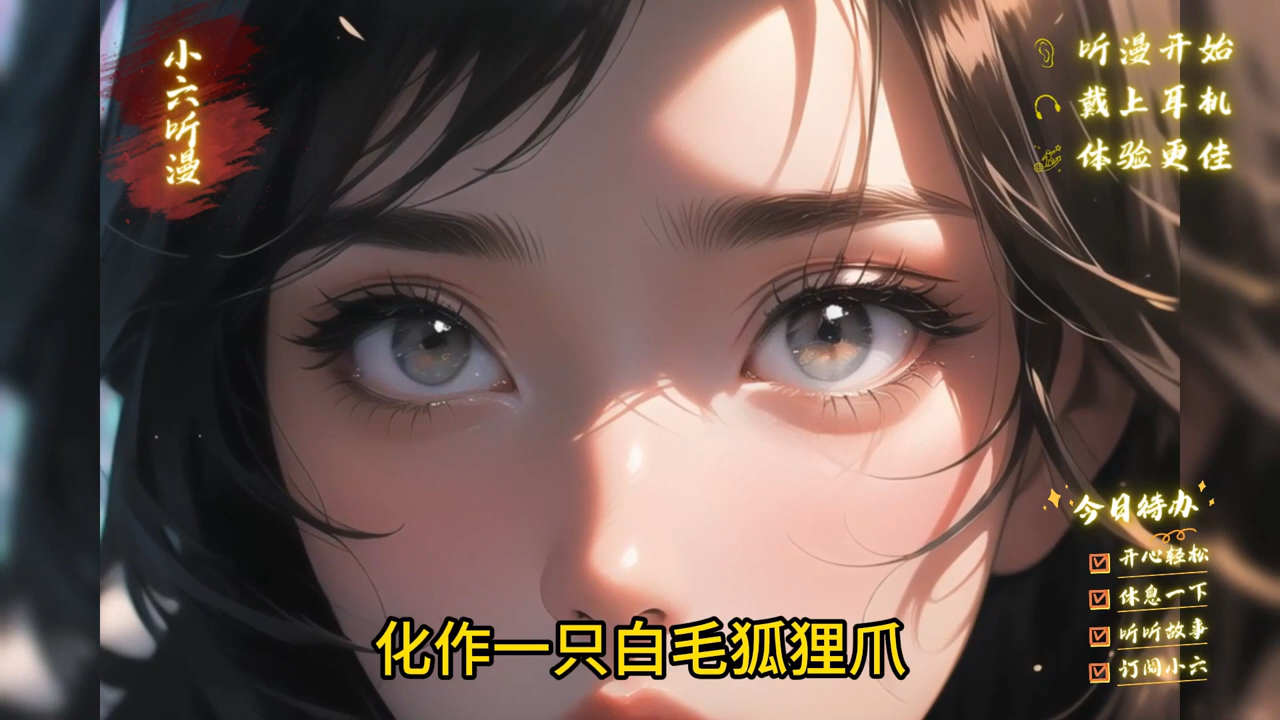 小六听漫
听漫开始
戴上耳机
体验更佳
今日待办
开心轻松
休息一下
听听故事
订阅小六
化作一只白毛狐狸爪